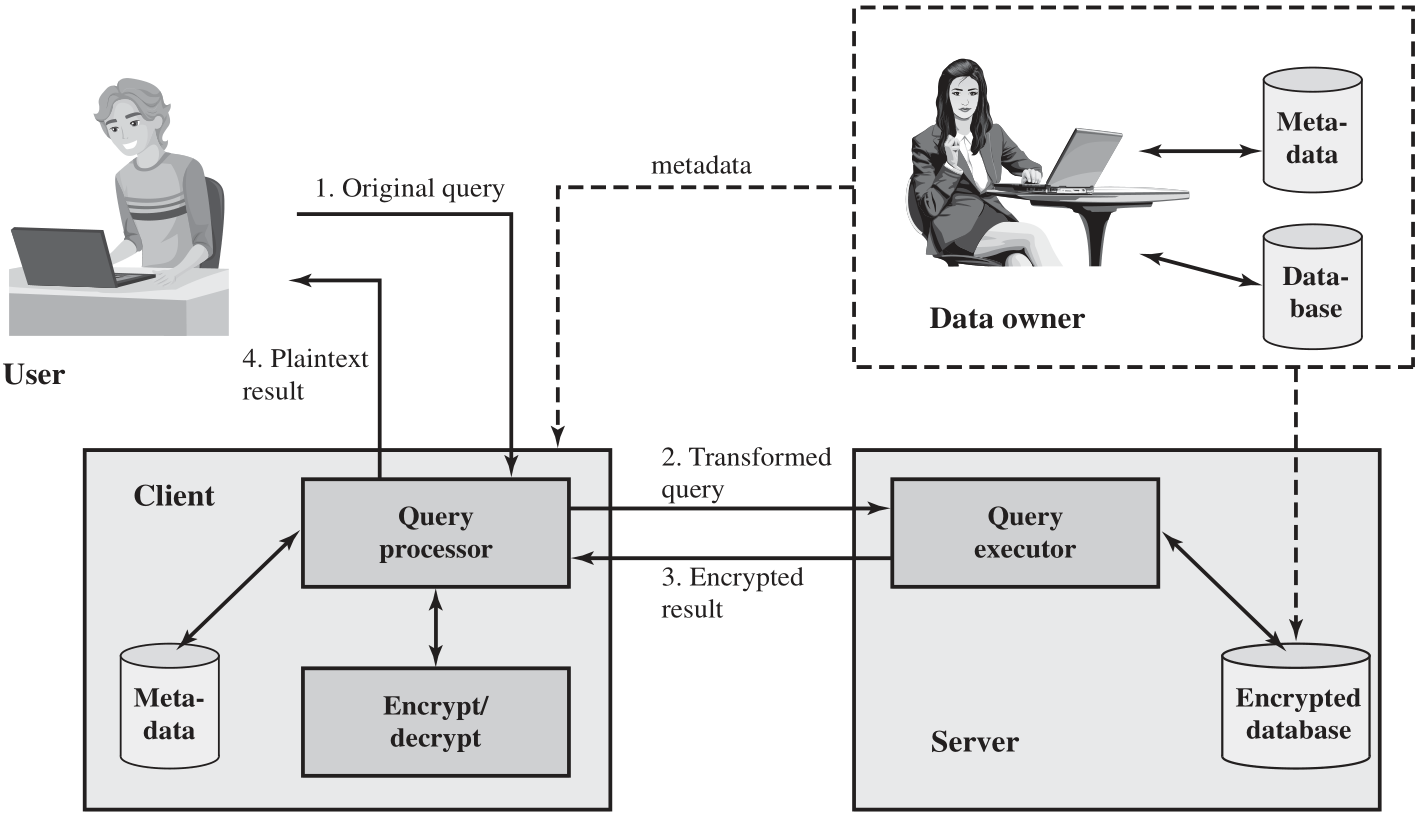 Meta-
data
metadata
1. Original query
Data-
base
Data owner
4. Plaintext
result
User
2. Transformed
query
Client
Query
processor
Query
executor
3. Encrypted
result
Meta-
data
Encrypt/
decrypt
Encrypted
database
Server